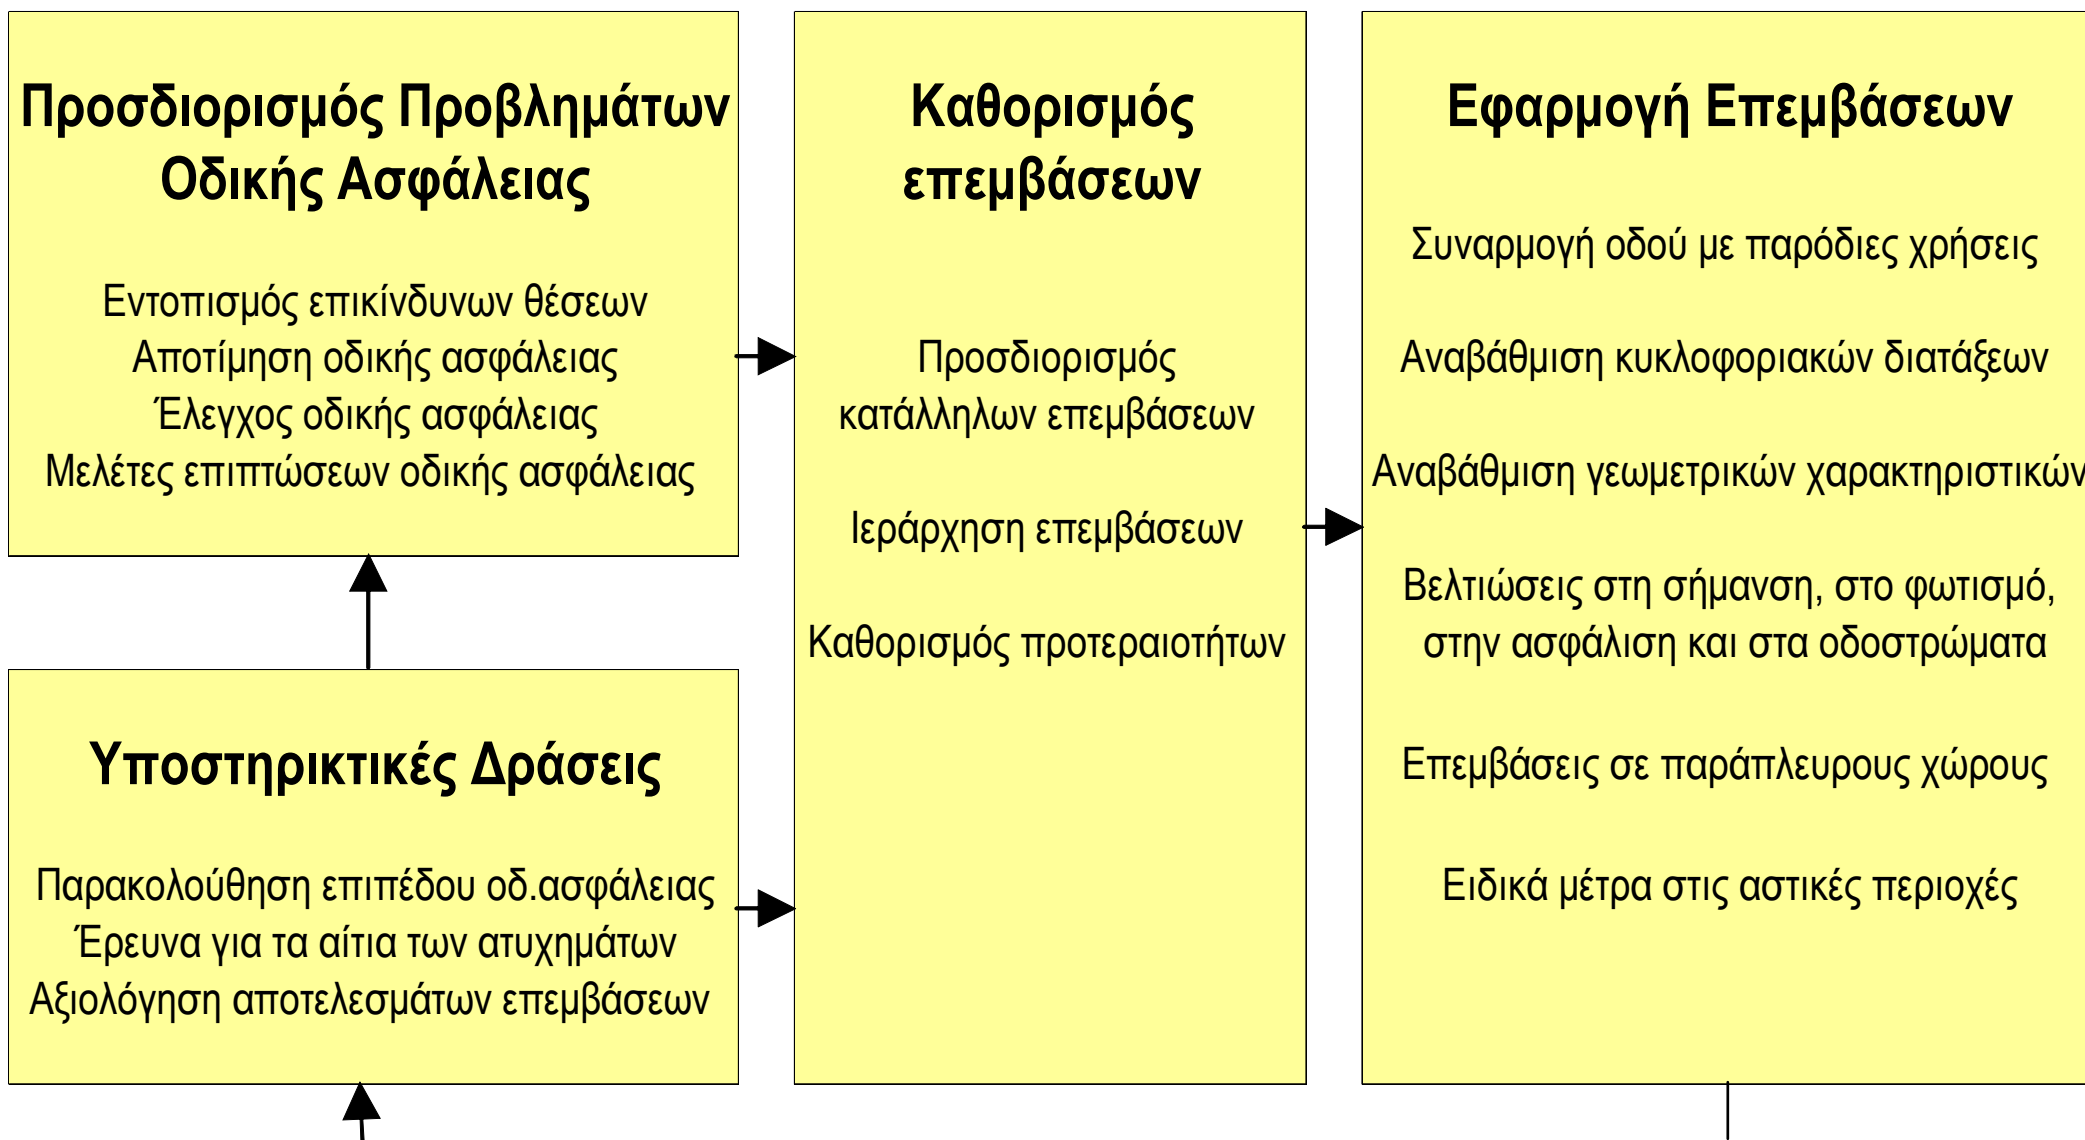 Προσδιορισμός Προβλημάτων
Οδικής Ασφάλειας
Εντοπισμός επικίνδυνων θέσεων
Αποτίμηση οδικής ασφάλειας
Έλεγχος οδικής ασφάλειας
Μελέτες επιπτώσεων οδικής ασφάλειας
Υποστηρικτικές Δράσεις
Παρακολούθηση επιπέδου οδ.ασφάλειας
Έρευνα για τα αίτια των ατυχημάτων
Αξιολόγηση αποτελεσμάτων επεμβάσεων
Καθορισμός
επεμβάσεων
Προσδιορισμός
κατάλληλων επεμβάσεων
Ιεράρχηση επεμβάσεων
Καθορισμός προτεραιοτήτων
Εφαρμογή Επεμβάσεων
Συναρμογή οδού με παρόδιες χρήσεις
Αναβάθμιση κυκλοφοριακών διατάξεων
Αναβάθμιση γεωμετρικών χαρακτηριστικών
Βελτιώσεις στη σήμανση, στο φωτισμό,
στην ασφάλιση και στα οδοστρώματα
Επεμβάσεις σε παράπλευρους χώρους
Ειδικά μέτρα στις αστικές περιοχές